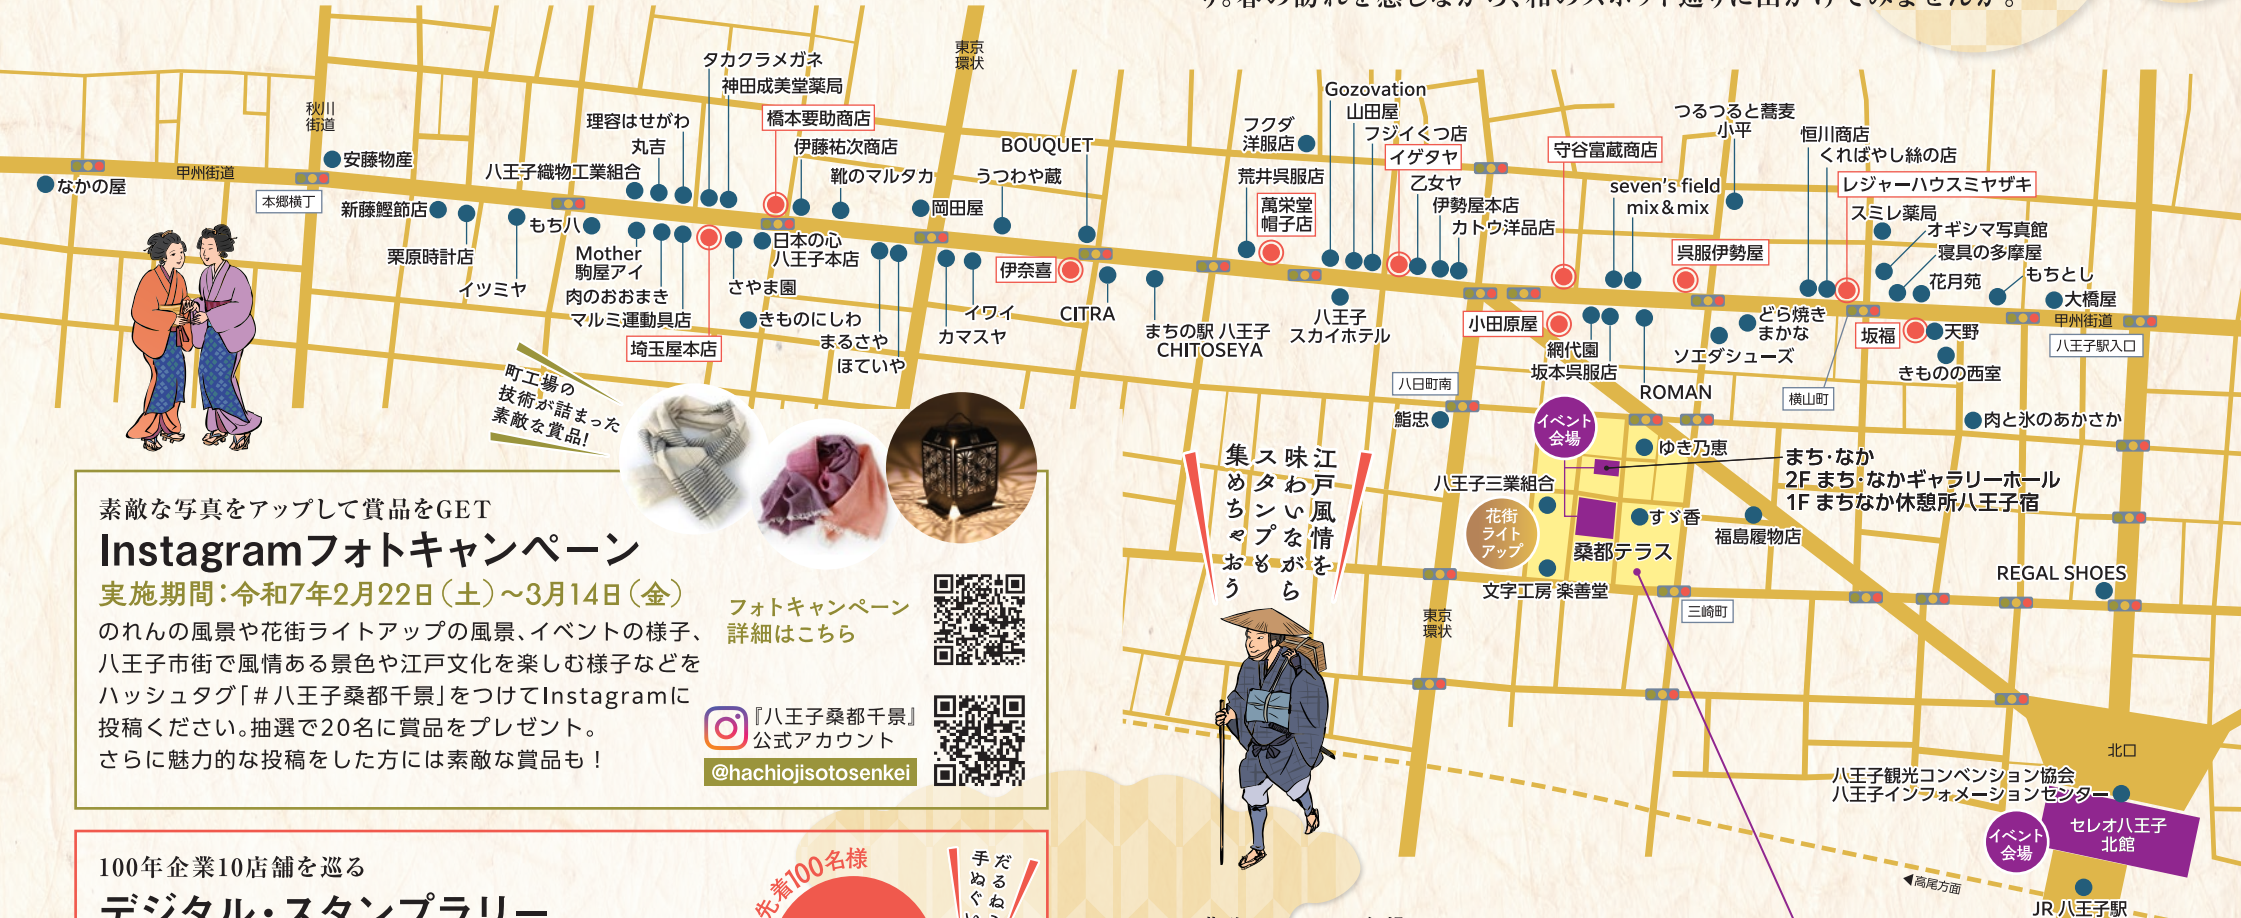 す。春の訪れを感じながら、和のスポット巡りに出かけてみませんか。
東京
環状
秋川
街道
甲州街道
本郷横丁
なかの屋
安藤物産
新藤鰹節店
栗原時計店
八王子織物工業組合
イツミヤ
もち八
理容はせがわ
丸吉
タカクラメガネ
神田成美堂薬局
橋本要助商店
伊藤祐次商店
靴のマルタカ
岡田屋
うつわや蔵
BOUQUET
Mother
駒屋アイ
肉のおおまき
マルミ運動具店
埼玉屋本店
さやま園
日本の心
八王子本店
きものにしわ
まるさや
ほていや
カマスヤ
イワイ
伊奈喜
CITRA
まちの駅 八王子
CHITOSEYA
フクダ
洋服店
荒井呉服店
萬栄堂
帽子店
Gozovation
山田屋
フジイくつ店
イゲタヤ
乙女ヤ
伊勢屋本店
カトウ洋品店
八王子
スカイホテル
守谷富蔵商店
seven's field
mix&mix
つるつると蕎麦
小平
呉服伊勢屋
恒川商店
くればやし絲の店
レジャーハウスミヤザキ
スミレ薬局
オギシマ写真館
寝具の多摩屋
花月苑
もちとし
大橋屋
甲州街道
八王子駅入口
小田原屋
網代園
坂本呉服店
ROMAN
ソエダシューズ
どら焼き
まかな
坂福
天野
きものの西室
横山町
八日町南
鮨忠
肉と氷のあかさか
イベント
会場
ゆき乃恵
まち・なか
2F まち・なかギャラリーホール
1F まちなか休憩所八王子宿
八王子三業組合
花街
ライト
アップ
すゞ香
桑都テラス
福島履物店
文字工房 楽善堂
三崎町
REGAL SHOES
東京
環状
北口
八王子観光コンベンション協会
八王子インフォメーションセンター
イベント
会場
セレオ八王子
北館
◀高尾方面
JR 八王子駅
江戸風情を
味わいながら
スタンプも
集めちゃおう
町工場の
技術が詰まった
素敵な賞品!
素敵な写真をアップして賞品をGET
Instagramフォトキャンペーン
実施期間：令和7年2月22日（土）～3月14日（金）
のれんの風景や花街ライトアップの風景、イベントの様子、
八王子市街で風情ある景色や江戸文化を楽しむ様子などを
ハッシュタグ「＃八王子桑都千景」をつけてInstagramに
投稿ください。抽選で20名に賞品をプレゼント。
さらに魅力的な投稿をした方には素敵な賞品も！
フォトキャンペーン
詳細はこちら
『八王子桑都千景』
公式アカウント
@hachiojisotosenkei
100年企業10店舗を巡る
デジタル・スタンプラリー
先着100名様
だるね
手ぬぐい